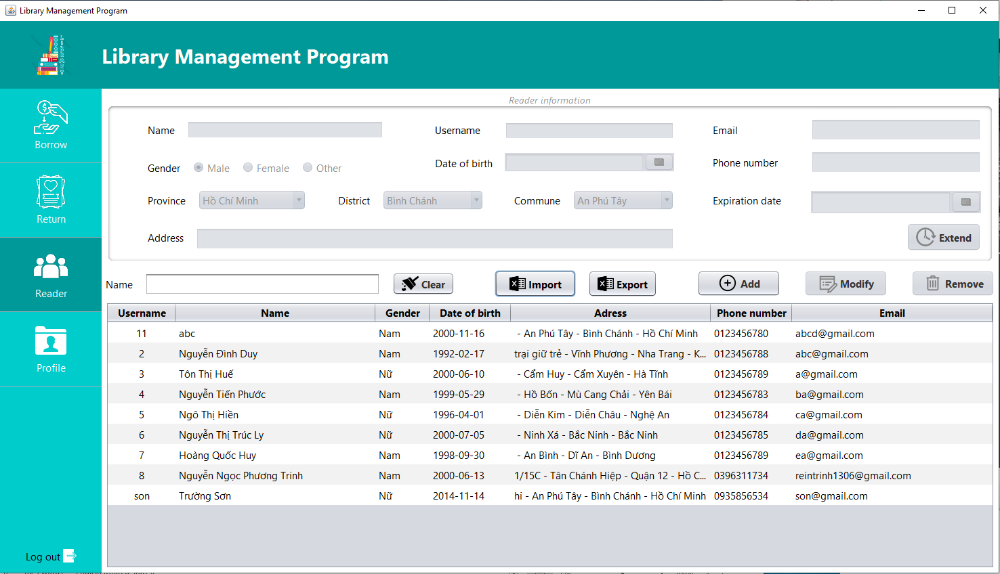 Library Management Program
Library Management Program
Borrow
Return
Reader
Profile
Log out
Reader information
Name Username Email
Gender Male Female Other Date of birth Phone number
Province Hồ Chí Minh District Bình Chánh Commune An Phú Tây Expiration date
Address Extend
Name Clear Import Export Add Modify Remove
Username Name Gender Date of birth Adress Phone number Email
11 abc Nam 2000-11-16 - An Phú Tây - Bình Chánh - Hồ Chí Minh 0123456780 abcd@gmail.com
2 Nguyễn Đình Duy Nam 1992-02-17 trại giữ trẻ - Vĩnh Phương - Nha Trang - K... 0123456788 abc@gmail.com
3 Tôn Thị Huế Nữ 2000-06-10 - Cẩm Huy - Cẩm Xuyên - Hà Tĩnh 0123456789 a@gmail.com
4 Nguyễn Tiến Phước Nam 1999-05-29 - Hồ Bốn - Mù Cang Chải - Yên Bái 0123456783 ba@gmail.com
5 Ngô Thị Hiền Nữ 1996-04-01 - Diễn Kim - Diễn Châu - Nghệ An 0123456784 ca@gmail.com
6 Nguyễn Thị Trúc Ly Nữ 2000-07-05 - Ninh Xá - Bắc Ninh - Bắc Ninh 0123456785 da@gmail.com
7 Hoàng Quốc Huy Nam 1998-09-30 - An Bình - Dĩ An - Bình Dương 0123456789 ea@gmail.com
8 Nguyễn Ngọc Phương Trinh Nam 2000-06-13 1/15C - Tân Chánh Hiệp - Quận 12 - Hồ C... 0396311734 reintrinh1306@gmail.com
son Trường Sơn Nữ 2014-11-14 hi - An Phú Tây - Bình Chánh - Hồ Chí Minh 0935856534 son@gmail.com